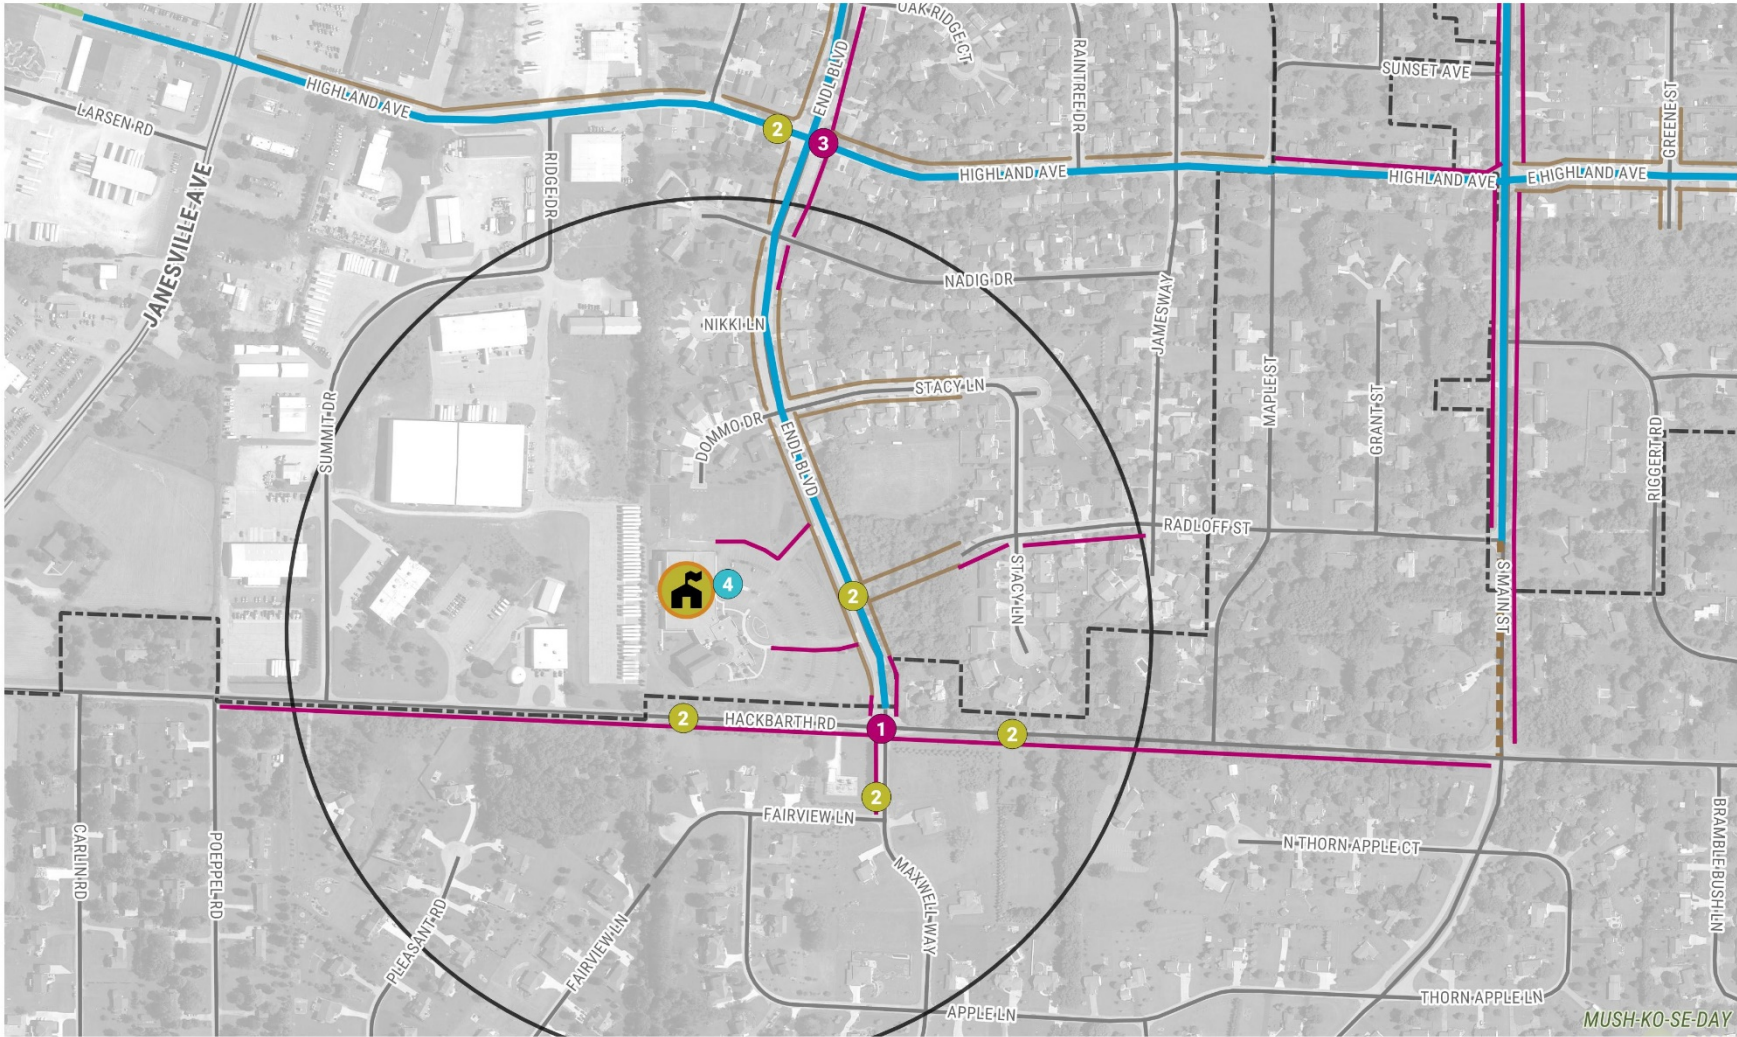 OAK RIDGE CT
ENDL BLVD
RAINTREE DR
SUNSET AVE
GREENE ST
HIGHLAND AVE
LARSEN RD
2
3
HIGHLAND AVE
HIGHLAND AVE
E HIGHLAND AVE
RIDGE DR
JANESVILLE AVE
NADIG DR
JAMESWAY
NIKKI LN
STACY LN
MAPLE ST
GRANT ST
DOMMO DR
SUMMIT DR
ENDL BLVD
RIGGERT RD
RADLOFF ST
4
2
STACY LN
S MAIN ST
2
HACKBARTH RD
1
2
2
FAIRVIEW LN
CARLIN RD
POEPPEL RD
N THORN APPLE CT
BRAMBLEBUSH LN
MAXWELL WAY
PLEASANT RD
FAIRVIEW LN
THORN APPLE LN
APPLE LN
MUSH-KO-SE-DAY